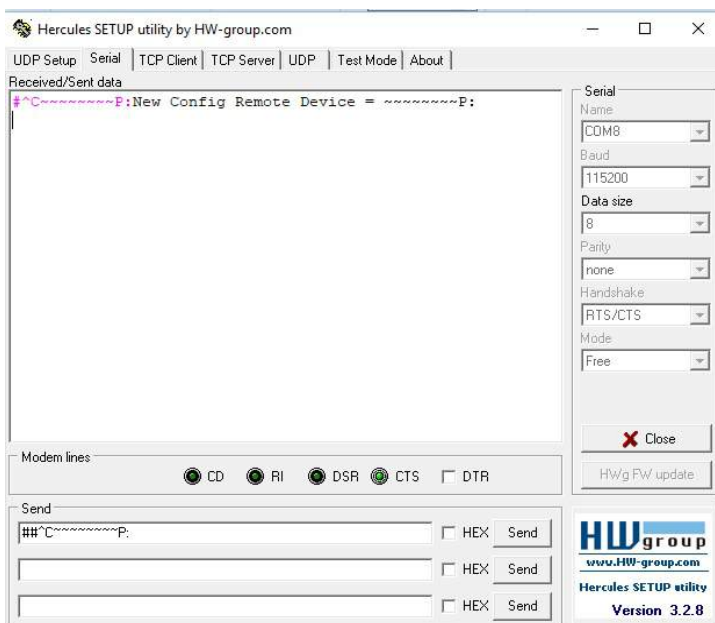 Hercules SETUP utility by HW-group.com
UDP Setup Serial TCP Client TCP Server UDP Test Mode About
Received/Sent data
#^C~~~~~~~~P:New Config Remote Device = ~~~~~~~~P:
Serial
Name
COM8
Baud
115200
Data size
8
Parity
none
Handshake
RTS/CTS
Mode
Free
Close
HWg FW update
Modem lines
CD RI DSR CTS DTR
Send
##^C~~~~~~~~P: HEX Send
HEX Send
HEX Send
HWgroup
www.HW-group.com
Hercules SETUP utility
Version 3.2.8